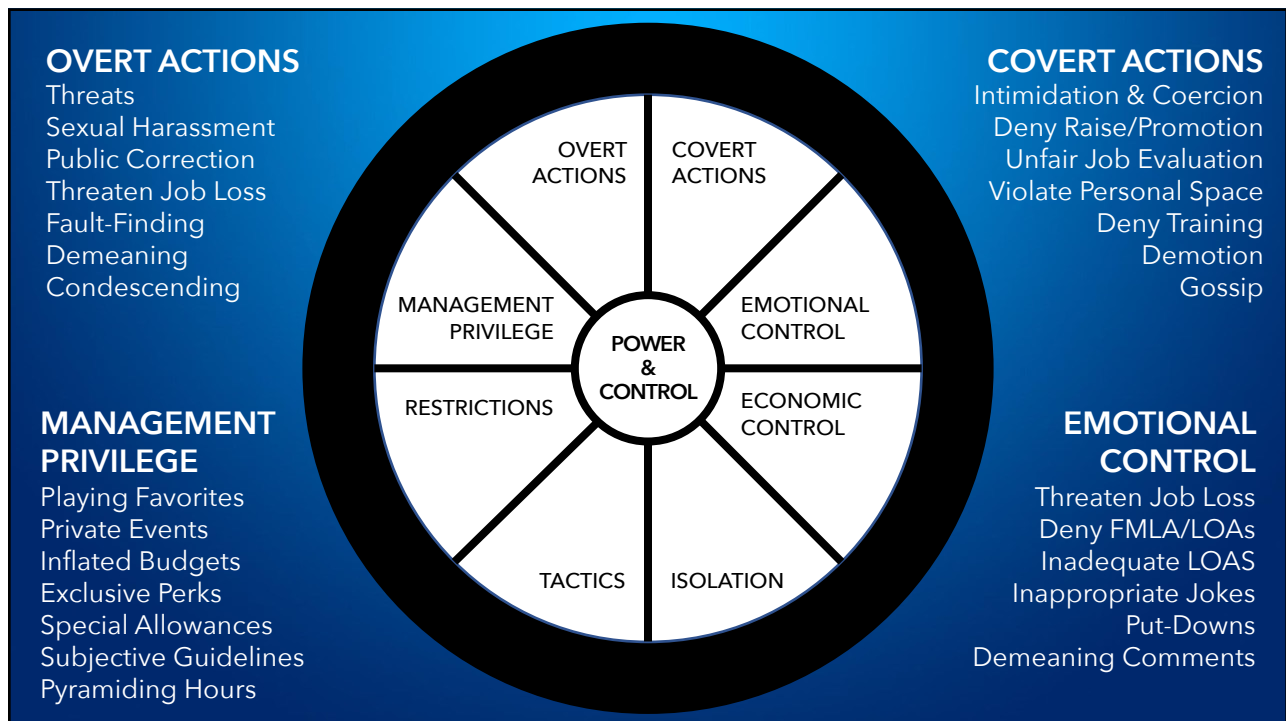 OVERT ACTIONS
Threats
Sexual Harassment
Public Correction
Threaten Job Loss
Fault-Finding
Demeaning
Condescending
MANAGEMENT
PRIVILEGE
Playing Favorites
Private Events
Inflated Budgets
Exclusive Perks
Special Allowances
Subjective Guidelines
Pyramiding Hours
OVERT
ACTIONS
COVERT
ACTIONS
MANAGEMENT
PRIVILEGE
EMOTIONAL
CONTROL
POWER
&
CONTROL
RESTRICTIONS
ECONOMIC
CONTROL
TACTICS
ISOLATION
COVERT ACTIONS
Intimidation & Coercion
Deny Raise/Promotion
Unfair Job Evaluation
Violate Personal Space
Deny Training
Demotion
Gossip
EMOTIONAL
CONTROL
Threaten Job Loss
Deny FMLA/LOAs
Inadequate LOAS
Inappropriate Jokes
Put-Downs
Demeaning Comments